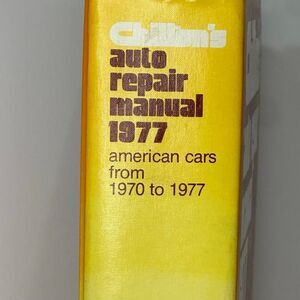 Chilton's
auto
repair
manual
1977
american cars
from
1970 to 1977